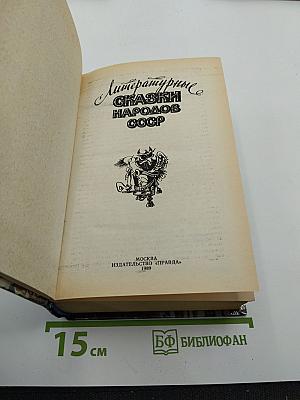 Литературные
СКАЗКИ
НАРОДОВ
СССР
МОСКВА
ИЗДАТЕЛЬСТВО «ПРАВДА»
1989
15 см
БФ БИБЛИОФАН